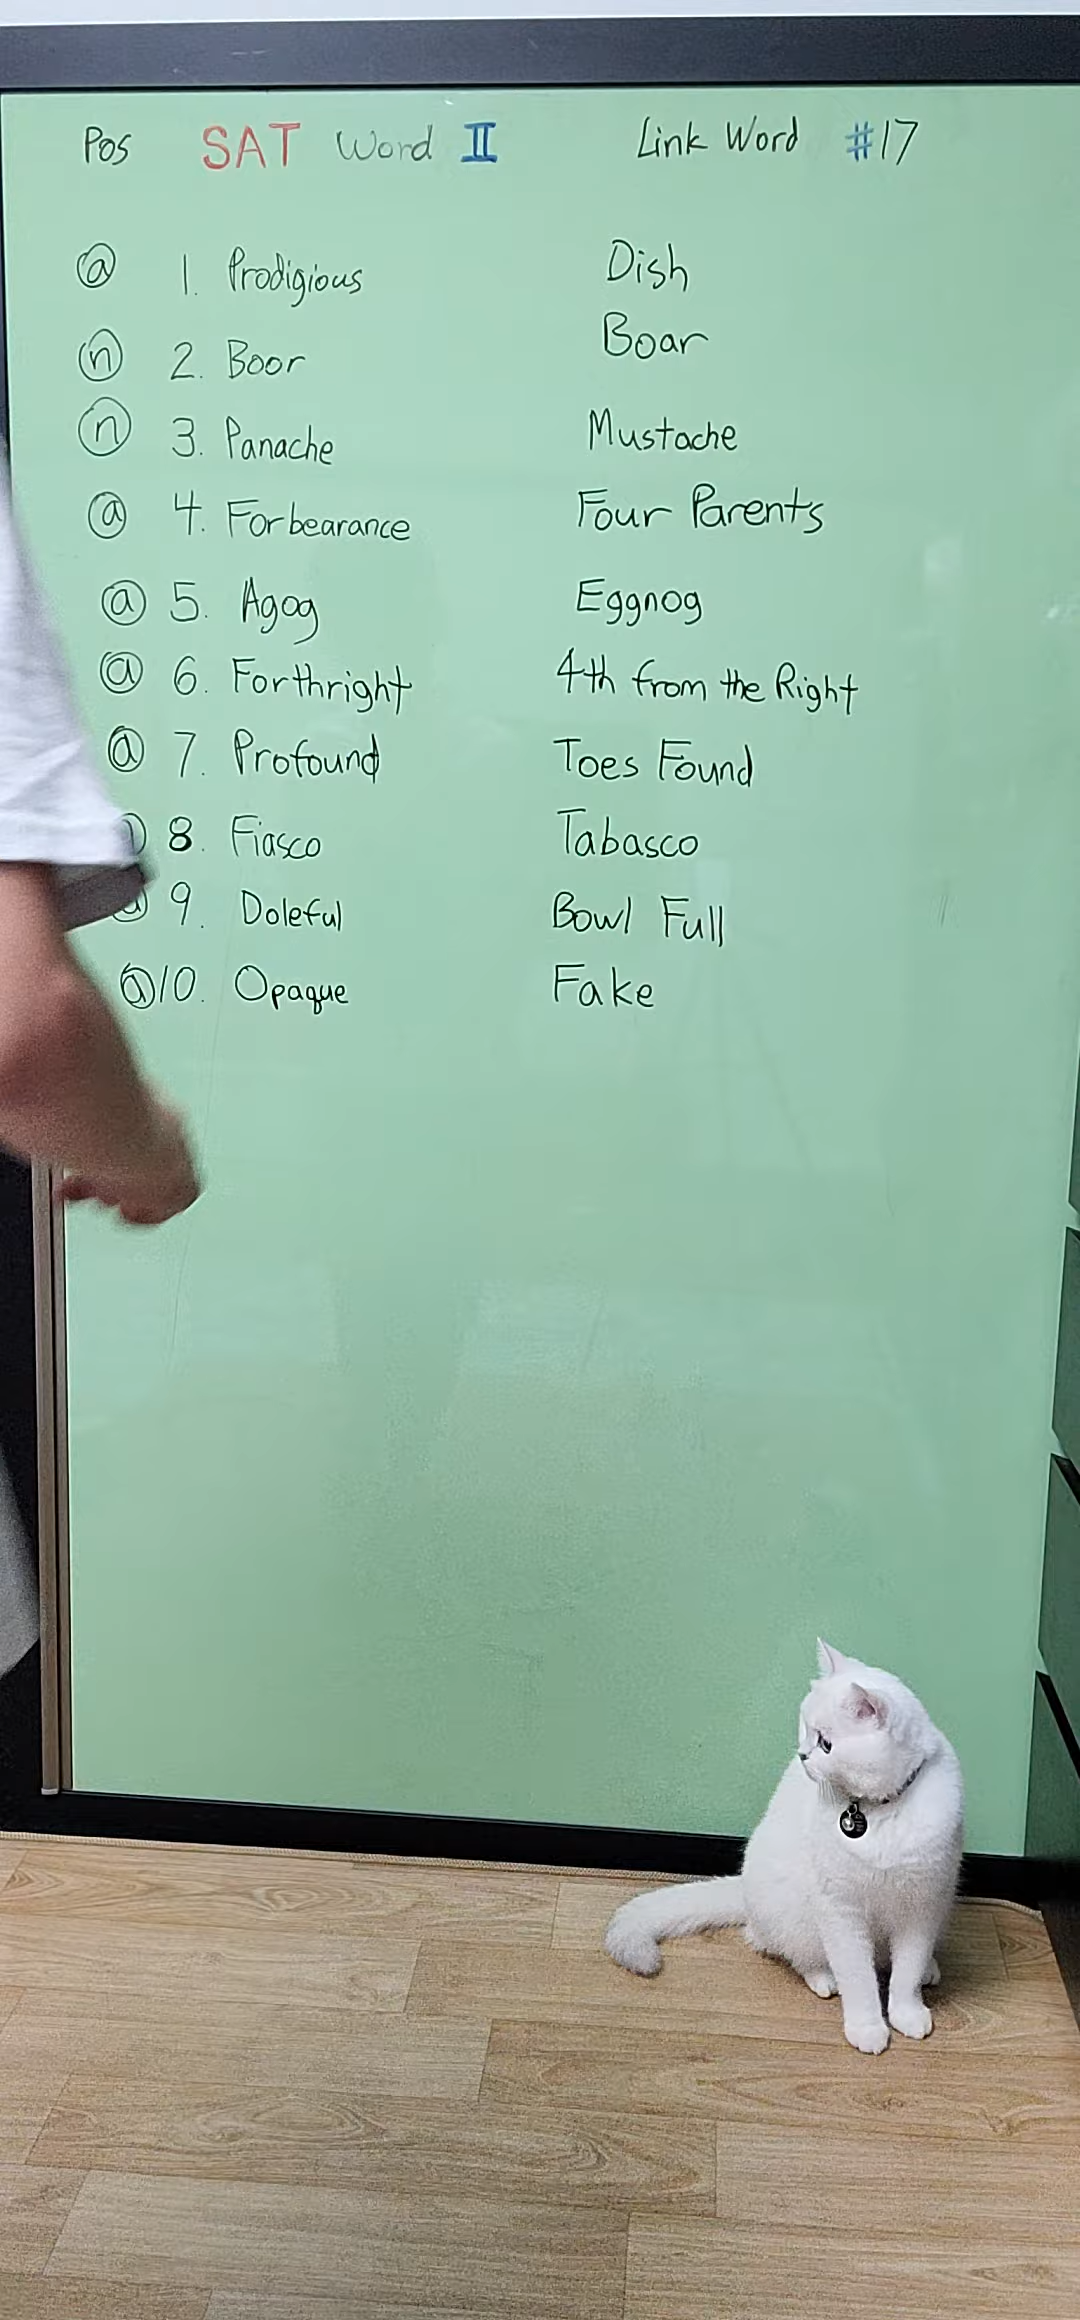 Pos SAT Word II Link Word #17
a 1. Prodigious Dish
n 2. Boor Boar
n 3. Panache Mustache
a 4. Forbearance Four Parents
a 5. Agog Eggnog
a 6. Forthright 4th from the Right
a 7. Profound Toes Found
8. Fiasco Tabasco
a 9. Doleful Bowl Full
a 10. Opaque Fake